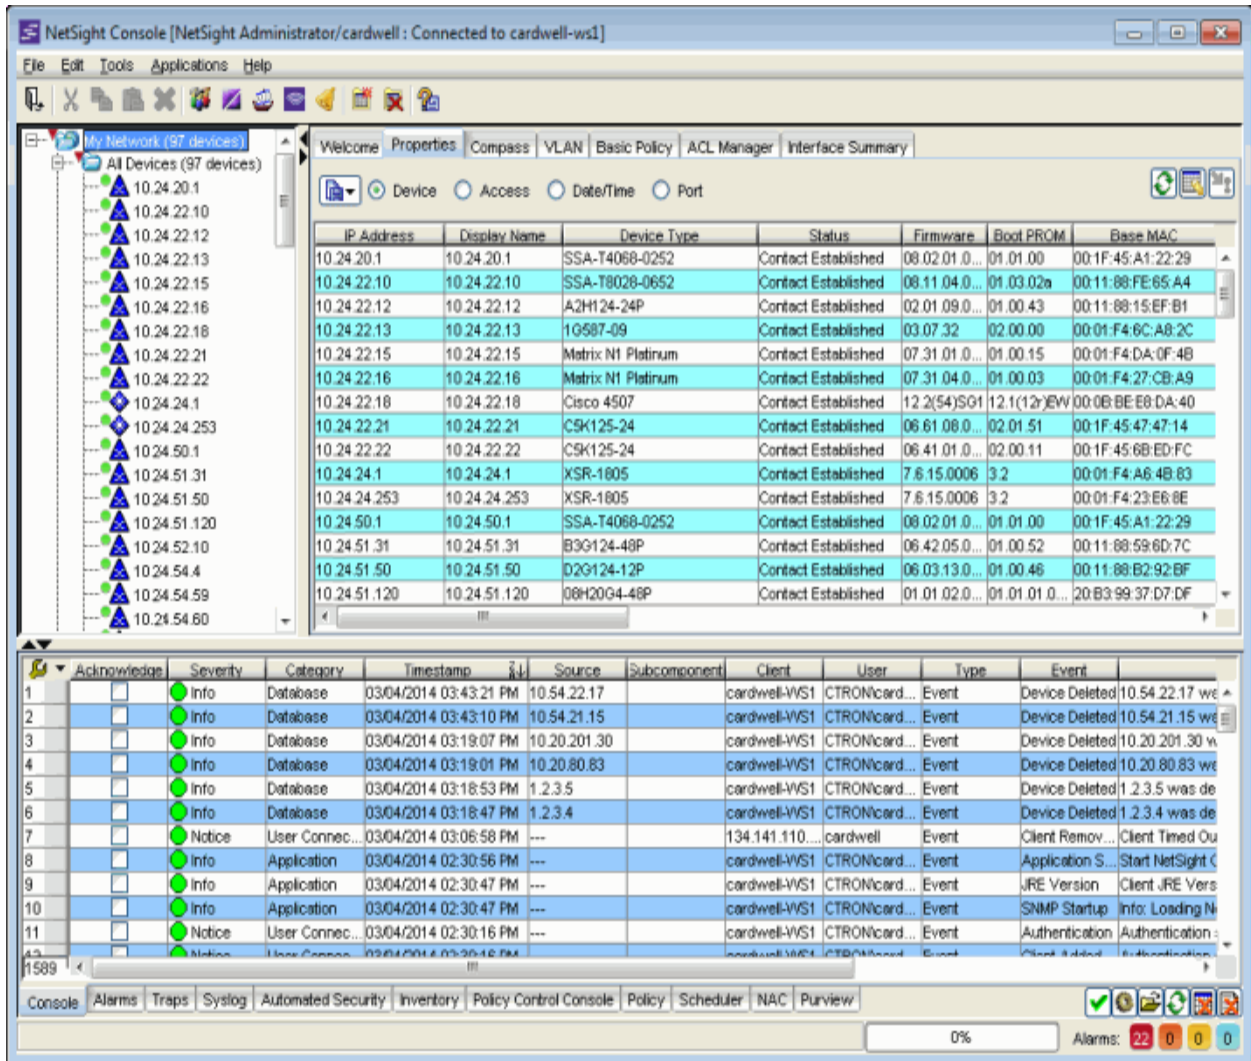 NetSight Console [NetSight Administrator/cardwell : Connected to cardwell-ws1]
File Edit Tools Applications Help
My Network (97 devices)
All Devices (97 devices)
10.24.20.1
10.24.22.10
10.24.22.12
10.24.22.13
10.24.22.15
10.24.22.16
10.24.22.18
10.24.22.21
10.24.22.22
10.24.24.1
10.24.24.253
10.24.50.1
10.24.51.31
10.24.51.50
10.24.51.120
10.24.52.10
10.24.54.4
10.24.54.59
10.24.54.60
Welcome Properties Compass VLAN Basic Policy ACL Manager Interface Summary
Device Access Date/Time Port
IP Address Display Name Device Type Status Firmware Boot PROM Base MAC
10.24.20.1 10.24.20.1 SSA-T4068-0252 Contact Established 08.02.01.0... 01.01.00 00:1F:45:A1:22:29
10.24.22.10 10.24.22.10 SSA-T8028-0652 Contact Established 08.11.04.0... 01.03.02a 00:11:88:FE:65:A4
10.24.22.12 10.24.22.12 A2H124-24P Contact Established 02.01.09.0... 01.00.43 00:11:88:15:EF:B1
10.24.22.13 10.24.22.13 1G587-09 Contact Established 03.07.32 02.00.00 00:01:F4:6C:A8:2C
10.24.22.15 10.24.22.15 Matrix N1 Platinum Contact Established 07.31.01.0... 01.00.15 00:01:F4:DA:0F:4B
10.24.22.16 10.24.22.16 Matrix N1 Platinum Contact Established 07.31.04.0... 01.00.03 00:01:F4:27:CB:A9
10.24.22.18 10.24.22.18 Cisco 4507 Contact Established 12.2(54)SG1 12.1(12r)EW 00:0B:BE:E8:DA:40
10.24.22.21 10.24.22.21 C5K125-24 Contact Established 06.61.08.0... 02.01.51 00:1F:45:47:47:14
10.24.22.22 10.24.22.22 C5K125-24 Contact Established 06.41.01.0... 02.00.11 00:1F:45:6B:ED:FC
10.24.24.1 10.24.24.1 XSR-1805 Contact Established 7.6.15.0006 3.2 00:01:F4:A6:4B:83
10.24.24.253 10.24.24.253 XSR-1805 Contact Established 7.6.15.0006 3.2 00:01:F4:23:E6:8E
10.24.50.1 10.24.50.1 SSA-T4068-0252 Contact Established 08.02.01.0... 01.01.00 00:1F:45:A1:22:29
10.24.51.31 10.24.51.31 B3G124-48P Contact Established 06.42.05.0... 01.00.52 00:11:88:59:6D:7C
10.24.51.50 10.24.51.50 D2G124-12P Contact Established 06.03.13.0... 01.00.46 00:11:88:B2:92:BF
10.24.51.120 10.24.51.120 08H20G4-48P Contact Established 01.01.02.0... 01.01.01.0... 20:B3:99:37:D7:DF
Acknowledge Severity Category Timestamp Source Subcomponent Client User Type Event
1 Info Database 03/04/2014 03:43:21 PM 10.54.22.17 cardwell-WS1 CTRON\card... Event Device Deleted 10.54.22.17 we
2 Info Database 03/04/2014 03:43:10 PM 10.54.21.15 cardwell-WS1 CTRON\card... Event Device Deleted 10.54.21.15 we
3 Info Database 03/04/2014 03:19:07 PM 10.20.201.30 cardwell-WS1 CTRON\card... Event Device Deleted 10.20.201.30 w
4 Info Database 03/04/2014 03:19:01 PM 10.20.80.83 cardwell-WS1 CTRON\card... Event Device Deleted 10.20.80.83 we
5 Info Database 03/04/2014 03:18:53 PM 1.2.3.5 cardwell-WS1 CTRON\card... Event Device Deleted 1.2.3.5 was de
6 Info Database 03/04/2014 03:18:47 PM 1.2.3.4 cardwell-WS1 CTRON\card... Event Device Deleted 1.2.3.4 was de
7 Notice User Connec... 03/04/2014 03:06:58 PM --- 134.141.110.... cardwell Event Client Remov... Client Timed Ou
8 Info Application 03/04/2014 02:30:56 PM --- cardwell-WS1 CTRON\card... Event Application S... Start NetSight C
9 Info Application 03/04/2014 02:30:47 PM --- cardwell-WS1 CTRON\card... Event JRE Version Client JRE Vers
10 Info Application 03/04/2014 02:30:47 PM --- cardwell-WS1 CTRON\card... Event SNMP Startup Info: Loading N
11 Notice User Connec... 03/04/2014 02:30:16 PM --- cardwell-WS1 CTRON\card... Event Authentication Authentication
1589
Console Alarms Traps Syslog Automated Security Inventory Policy Control Console Policy Scheduler NAC Purview
0% Alarms: 22 0 0 0